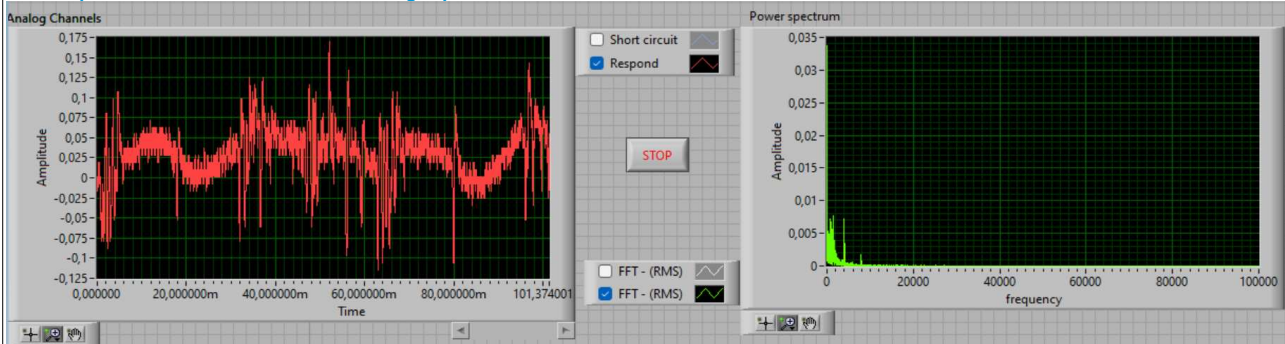 Analog Channels
0,175
0,15
0,125
0,1
0,075
0,05
0,025
0
-0,025
-0,05
-0,075
-0,1
-0,125
Amplitude
0,000000 20,000000m 40,000000m 60,000000m 80,000000m 101,374001
Time
Short circuit
Respond
STOP
FFT - (RMS)
FFT - (RMS)
Power spectrum
0,035
0,03
0,025
0,02
0,015
0,01
0,005
0
Amplitude
0 20000 40000 60000 80000 100000
frequency